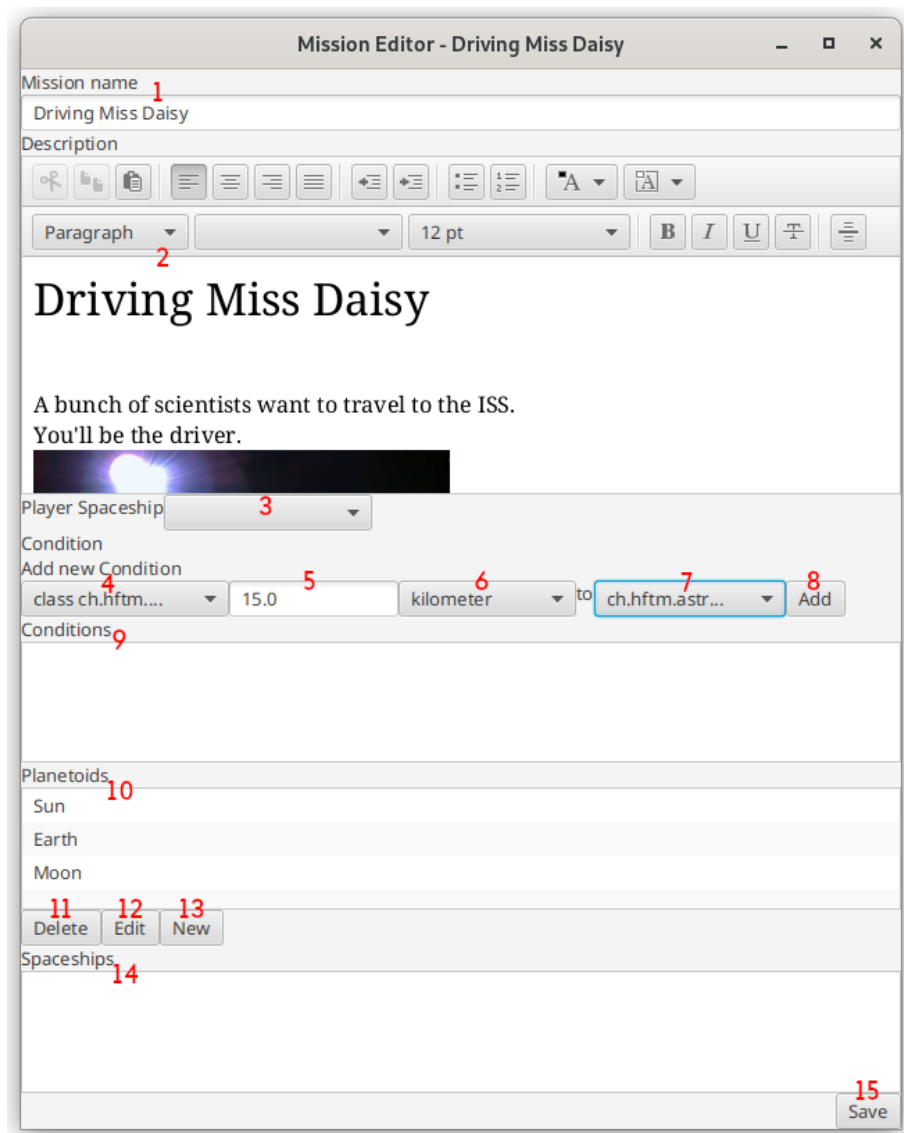 Mission Editor - Driving Miss Daisy
Mission name 1
Driving Miss Daisy
Description
A A
Paragraph 12 pt B I U T
2
Driving Miss Daisy
A bunch of scientists want to travel to the ISS.
You'll be the driver.
Player Spaceship 3
Condition
Add new Condition
4 5 6 7 8
class ch.hftm.... 15.0 kilometer to ch.hftm.astr... Add
Conditions 9
Planetoids 10
Sun
Earth
Moon
11 12 13
Delete Edit New
Spaceships 14
15
Save